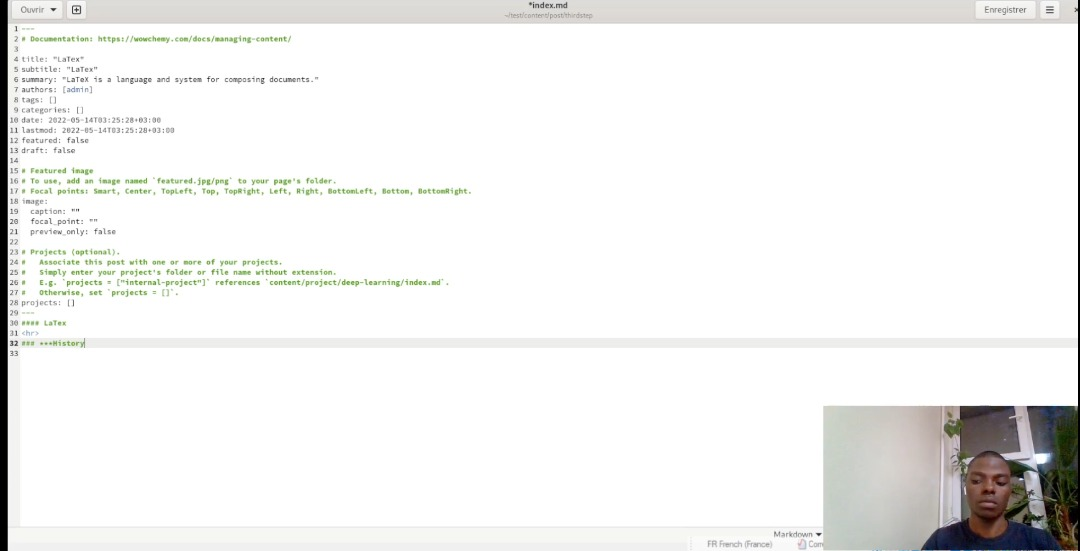 Ouvrir
*index.md
~/test/content/post/thirdstep
Enregistrer
1 ---
2 # Documentation: https://wowchemy.com/docs/managing-content/
3
4 title: "LaTex"
5 subtitle: "LaTex"
6 summary: "LaTeX is a language and system for composing documents."
7 authors: [admin]
8 tags: []
9 categories: []
10 date: 2022-05-14T03:25:28+03:00
11 lastmod: 2022-05-14T03:25:28+03:00
12 featured: false
13 draft: false
14
15 # Featured image
16 # To use, add an image named `featured.jpg/png` to your page's folder.
17 # Focal points: Smart, Center, TopLeft, Top, TopRight, Left, Right, BottomLeft, Bottom, BottomRight.
18 image:
19   caption: ""
20   focal_point: ""
21   preview_only: false
22
23 # Projects (optional).
24 #   Associate this post with one or more of your projects.
25 #   Simply enter your project's folder or file name without extension.
26 #   E.g. `projects = ["internal-project"]` references `content/project/deep-learning/index.md`.
27 #   Otherwise, set `projects = []`.
28 projects: []
29 ---
30 #### LaTex
31 <hr>
32 ### ***History
33
Markdown
FR French (France)